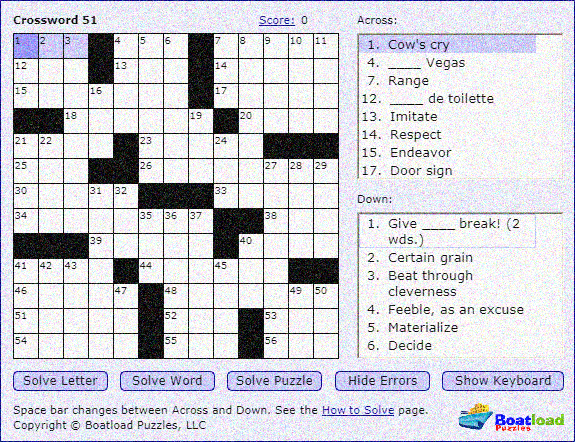 Crossword 51
Score: 0
1 2 3 4 5 6 7 8 9 10 11
12 13 14
15 16 17
18 19 20
21 22 23 24
25 26 27 28 29
30 31 32 33
34 35 36 37 38
39 40
41 42 43 44 45
46 47 48 49 50
51 52 53
54 55 56
Across:
1. Cow's cry
4. ____ Vegas
7. Range
12. ____ de toilette
13. Imitate
14. Respect
15. Endeavor
17. Door sign
Down:
1. Give ____ break! (2
wds.)
2. Certain grain
3. Beat through
cleverness
4. Feeble, as an excuse
5. Materialize
6. Decide
Solve Letter Solve Word Solve Puzzle Hide Errors Show Keyboard
Space bar changes between Across and Down. See the How to Solve page.
Copyright © Boatload Puzzles, LLC
Boatload
Puzzles